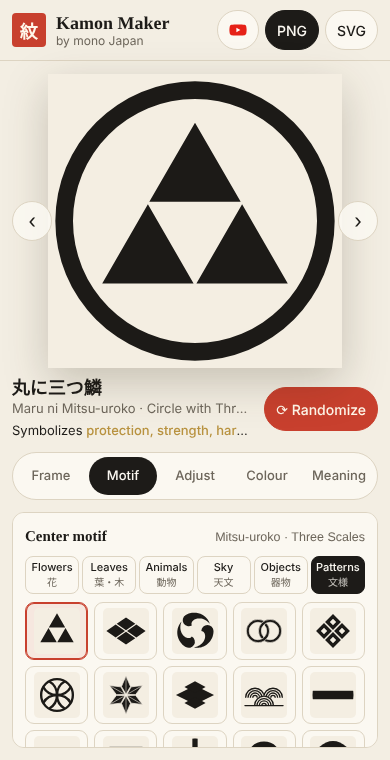 紋
Kamon Maker
by mono Japan
PNG
SVG
‹
›
丸に三つ鱗
Maru ni Mitsu-uroko · Circle with Thr...
Symbolizes protection, strength, har...
⟳ Randomize
Frame
Motif
Adjust
Colour
Meaning
Center motif
Mitsu-uroko · Three Scales
Flowers
花
Leaves
葉・木
Animals
動物
Sky
天文
Objects
器物
Patterns
文様